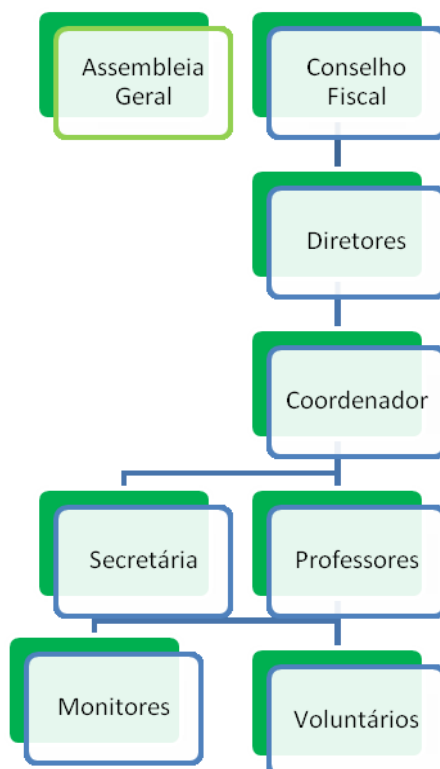 Assembleia
Geral
Conselho
Fiscal
Diretores
Coordenador
Secretária
Professores
Monitores
Voluntários